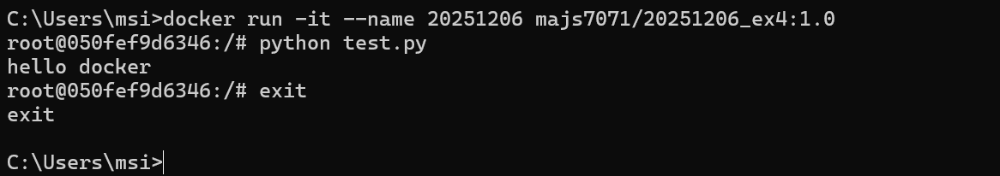 C:\Users\msi>docker run -it --name 20251206 majs7071/20251206_ex4:1.0
root@050fef9d6346:/# python test.py
hello docker
root@050fef9d6346:/# exit
exit
C:\Users\msi>